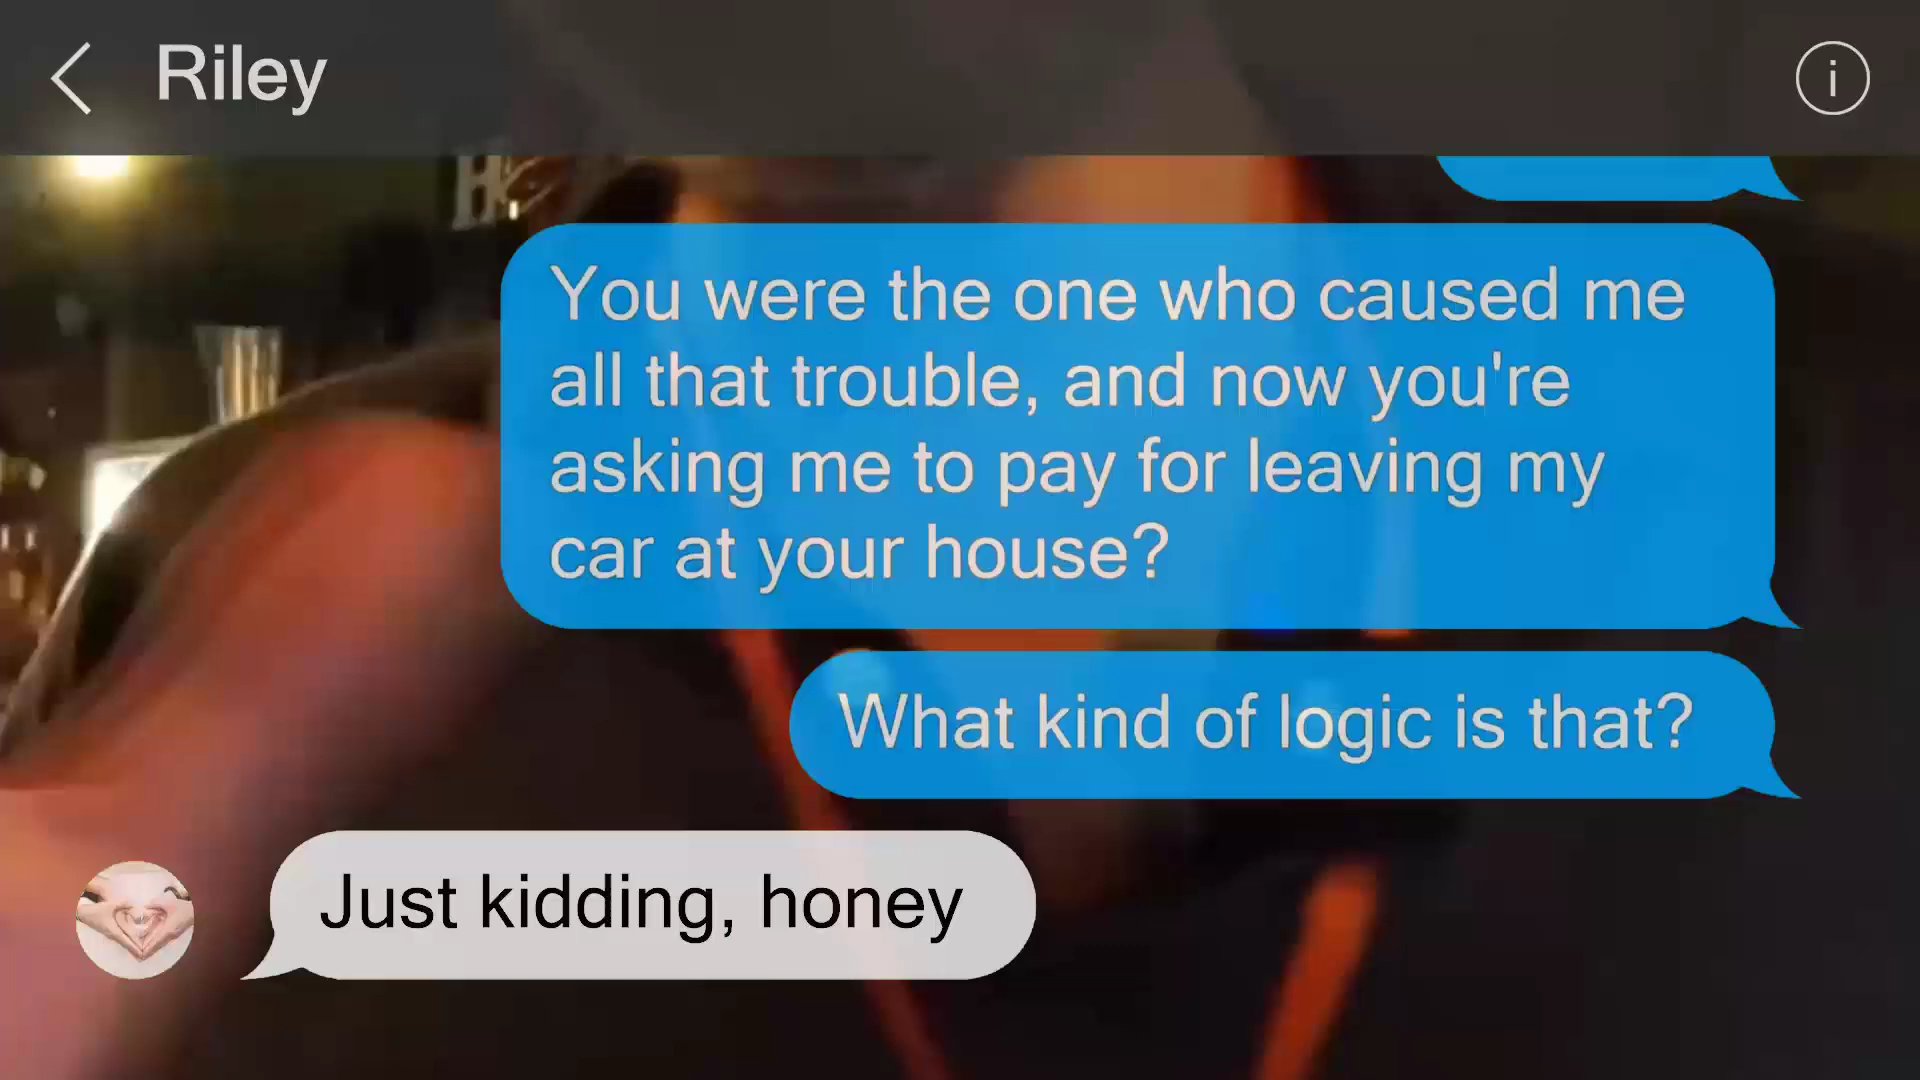 Riley
You were the one who caused me
all that trouble, and now you're
asking me to pay for leaving my
car at your house?
What kind of logic is that?
Just kidding, honey